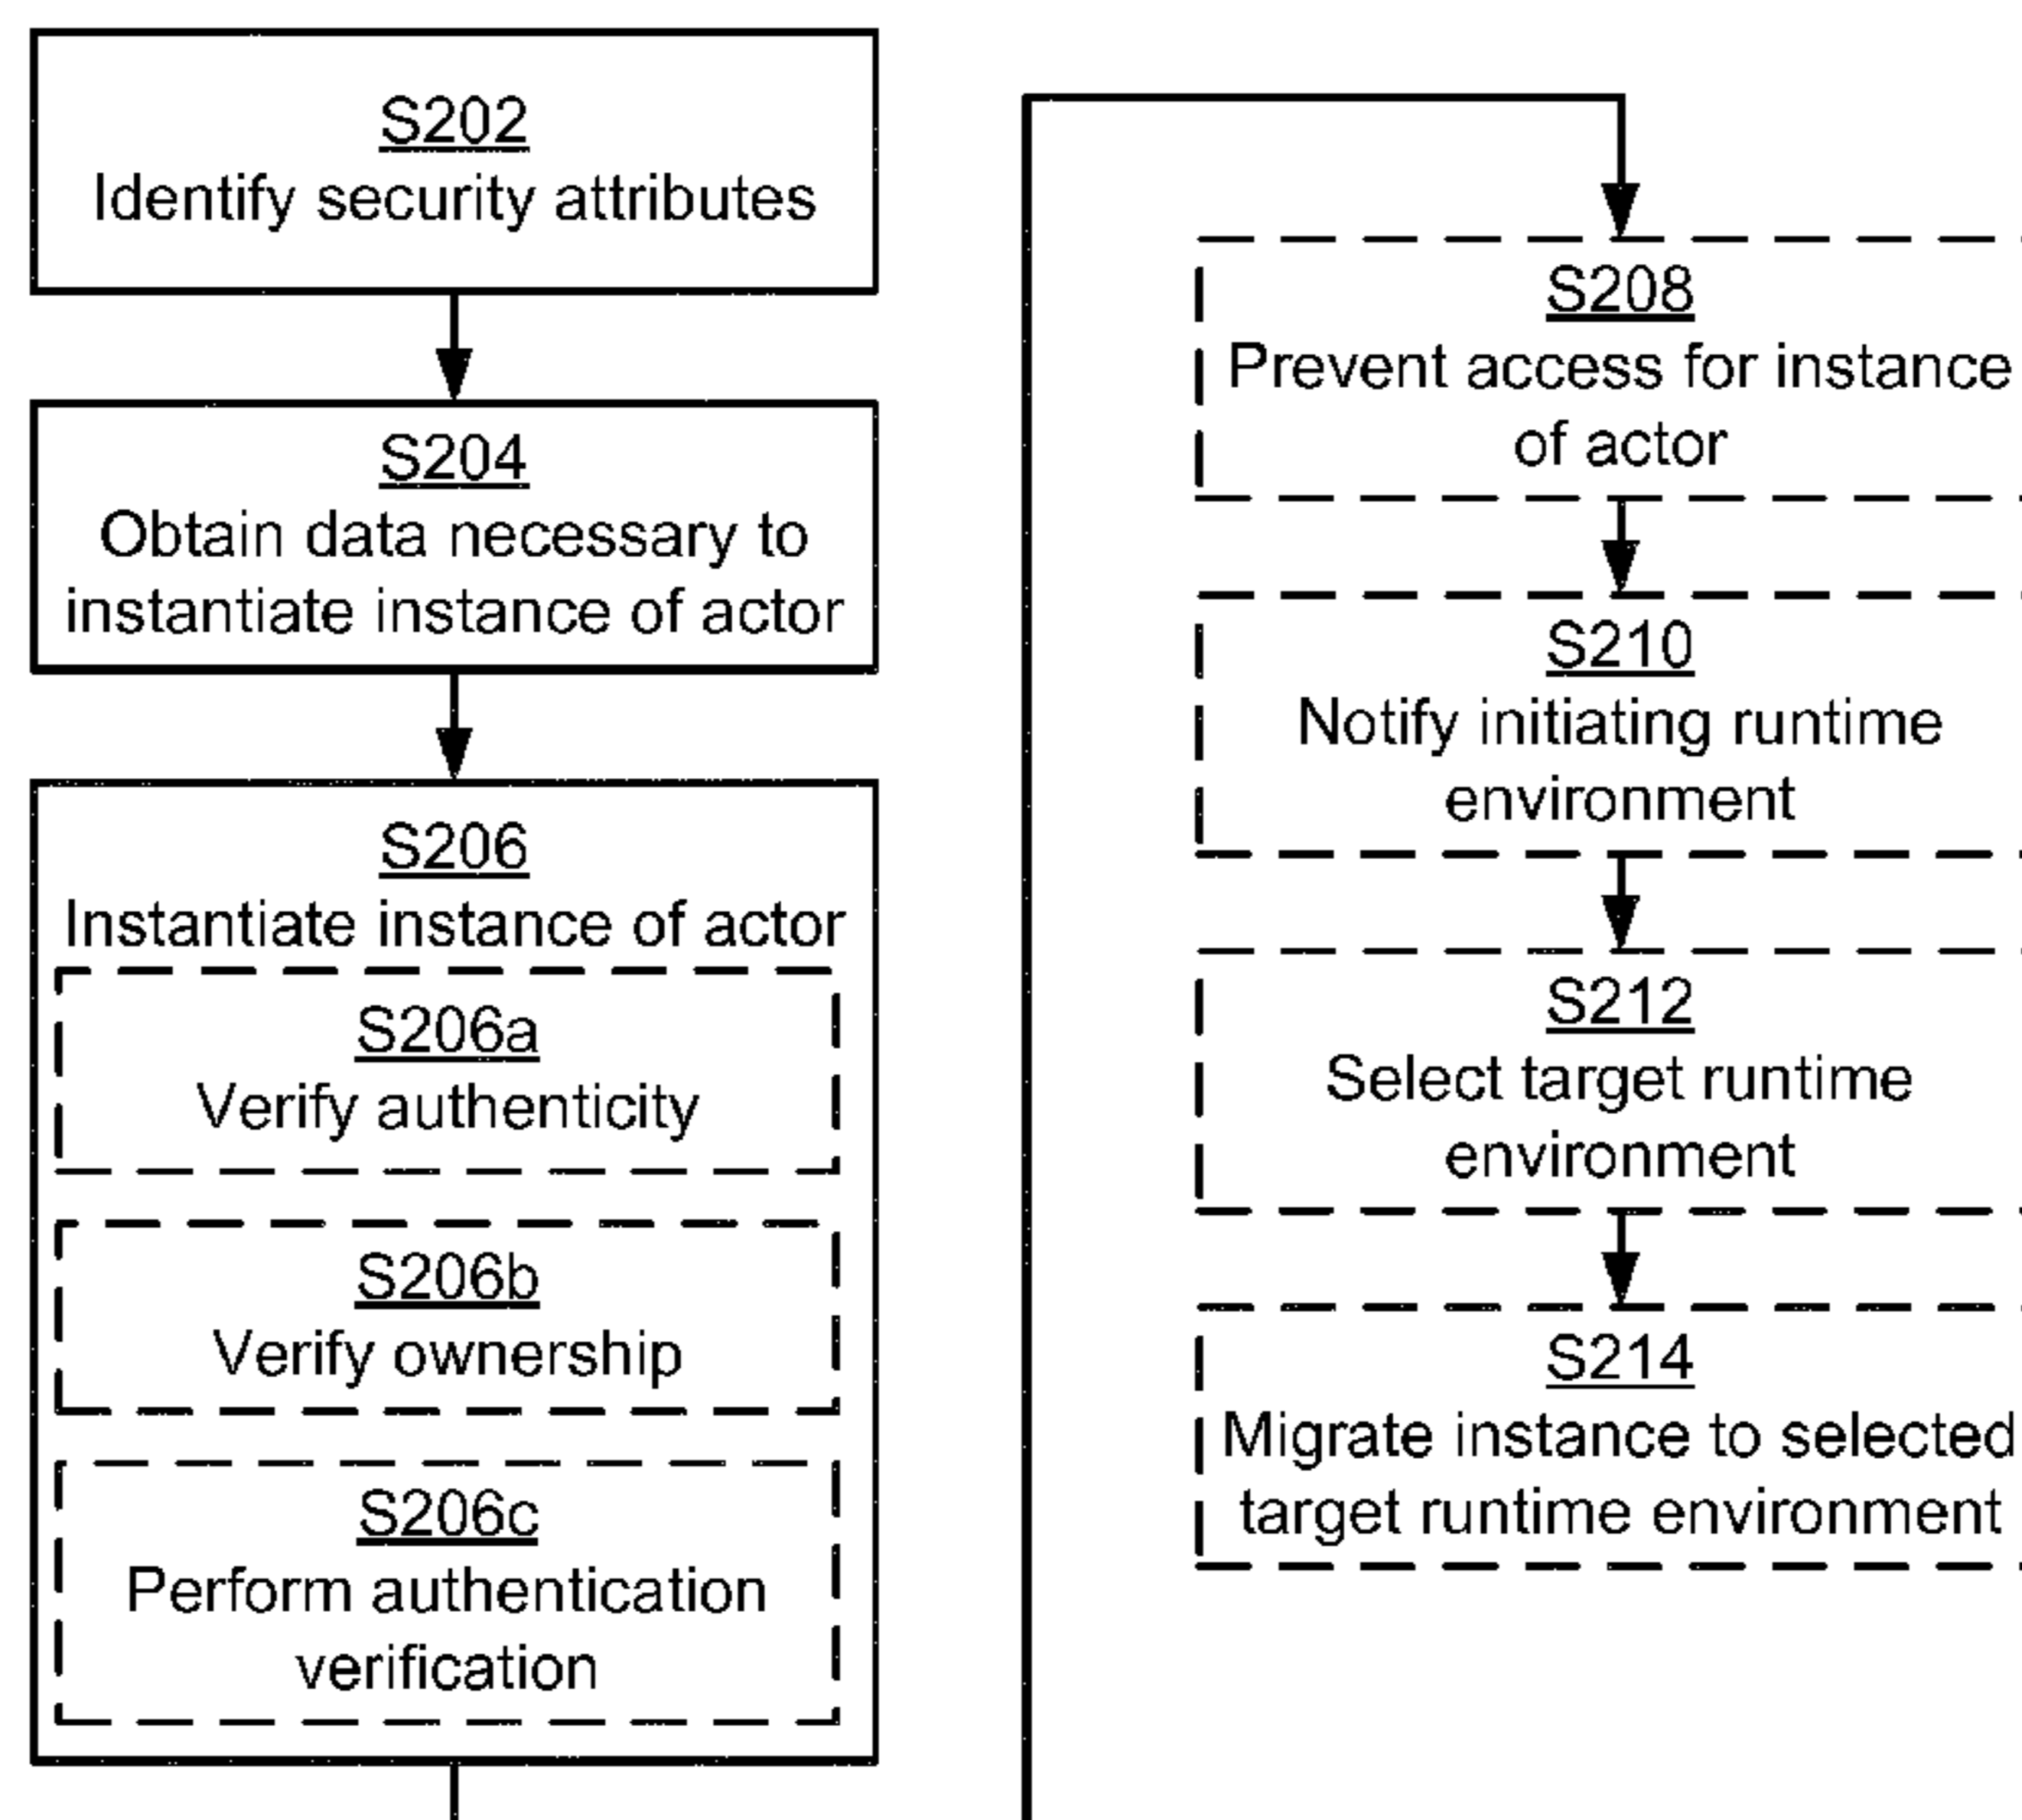 S202
Identify security attributes
S204
Obtain data necessary to
instantiate instance of actor
S206
Instantiate instance of actor
S206a
Verify authenticity
S206b
Verify ownership
S206c
Perform authentication
verification
S208
Prevent access for instance
of actor
S210
Notify initiating runtime
environment
S212
Select target runtime
environment
S214
Migrate instance to selected
target runtime environment